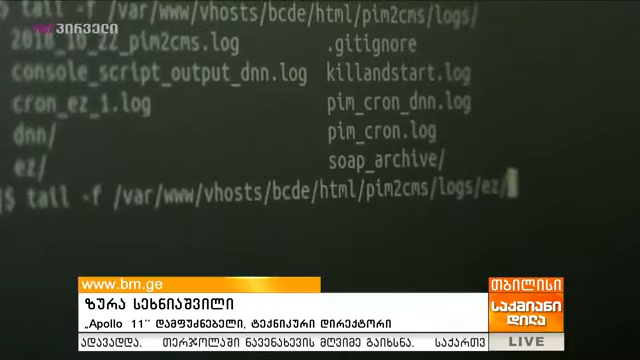 tail -f /var/www/vhosts/bcde/html/pim2cms/logs/
პირველი
2018_10_22_pim2cms.log .gitignore
console_script_output_dnn.log killandstart.log
cron_ez_1.log pim_cron_dnn.log
dnn/ pim_cron.log
ez/ soap_archive/
$ tail -f /var/www/vhosts/bcde/html/pim2cms/logs/ez/
www.bm.ge
ზურა სეხნიაშვილი
„Apollo 11" დამფუძნებელი, ტექნიკური დირექტორი
ადავადდა. თერჯოლაში ნავენახევის მღვიმე გაიხსნა. საქართვ
თბილისი
საქმიანი
დილა
LIVE